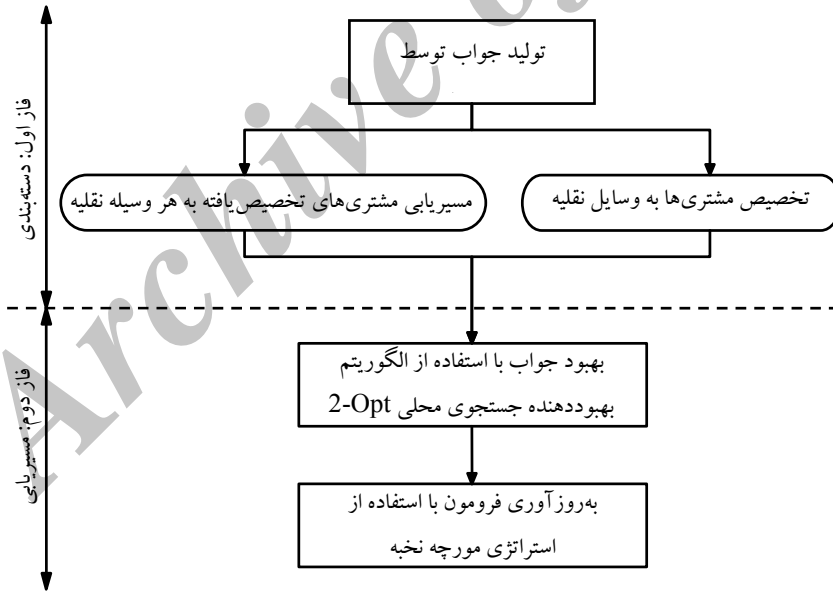 تولید جواب توسط
فاز اول: دسته‌بندی
تخصیص مشتری‌ها به وسایل نقلیه
مسیریابی مشتری‌های تخصیص‌یافته به هر وسیله نقلیه
بهبود جواب با استفاده از الگوریتم
بهبوددهنده جستجوی محلی 2-Opt
فاز دوم: مسیریابی
به‌روزآوری فرومون با استفاده از
استراتژی مورچه نخبه
Archive of